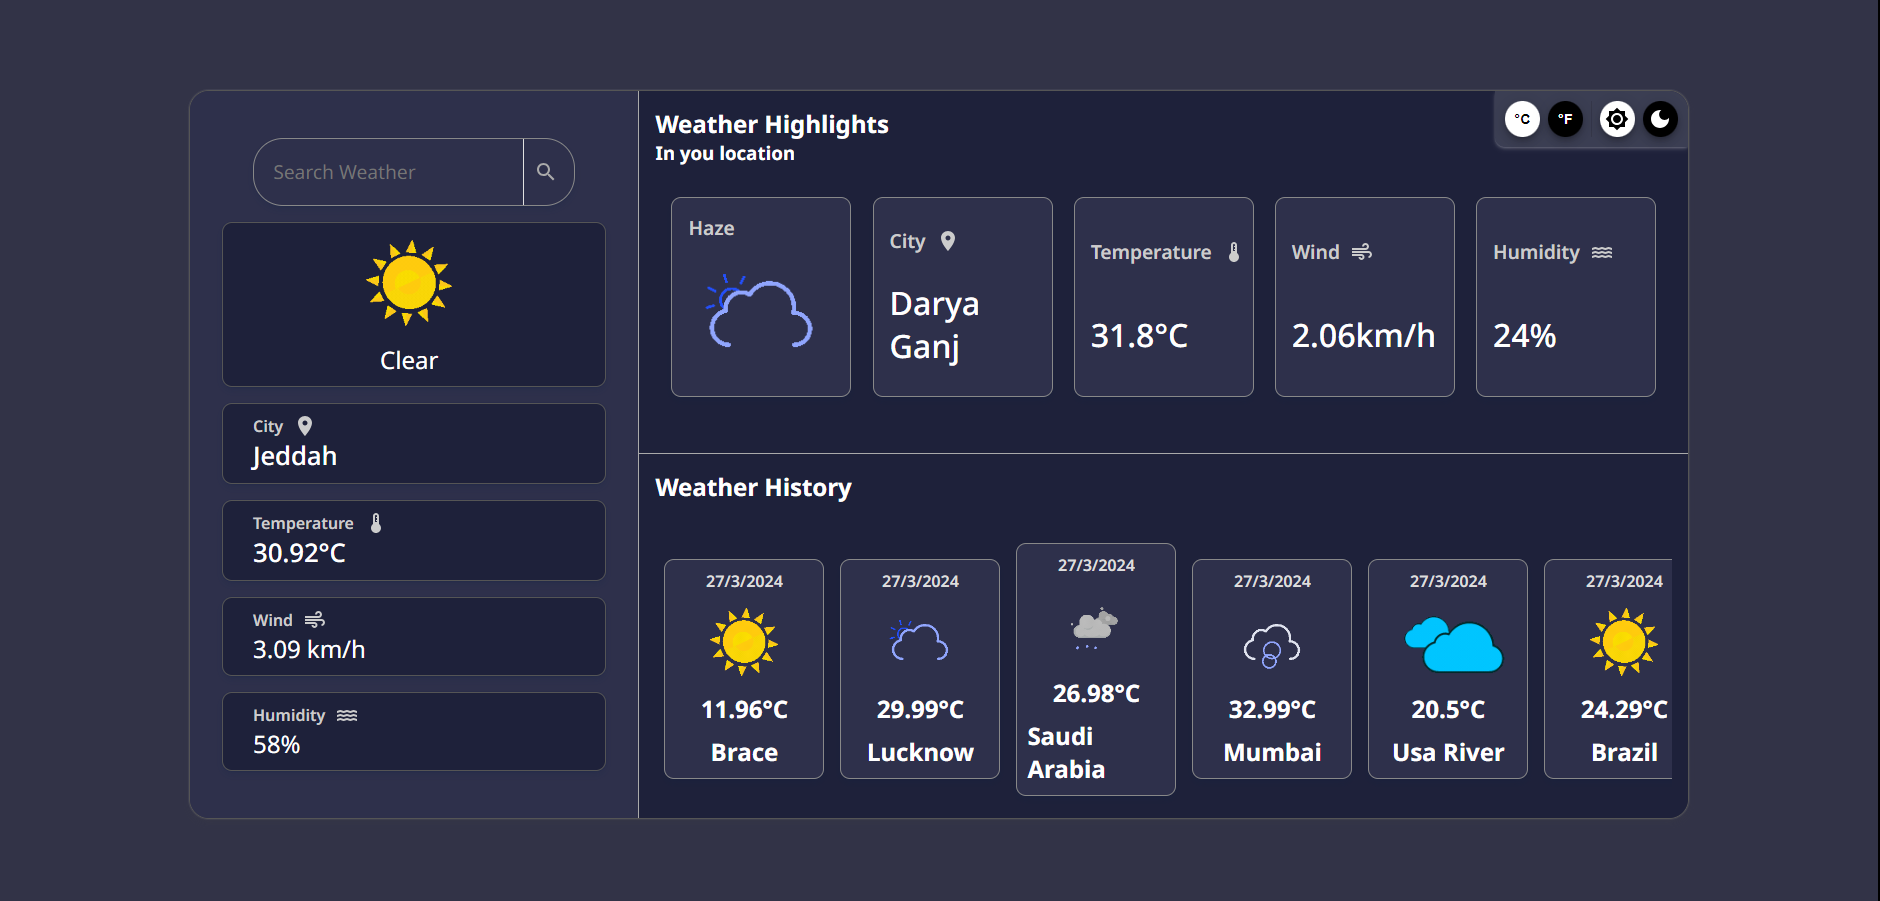 Search Weather
Clear
City
Jeddah
Temperature
30.92°C
Wind
3.09 km/h
Humidity
58%
Weather Highlights
In you location
°C
°F
Haze
City
Darya
Ganj
Temperature
31.8°C
Wind
2.06km/h
Humidity
24%
Weather History
27/3/2024
11.96°C
Brace
27/3/2024
29.99°C
Lucknow
27/3/2024
26.98°C
Saudi
Arabia
27/3/2024
32.99°C
Mumbai
27/3/2024
20.5°C
Usa River
27/3/2024
24.29°C
Brazil